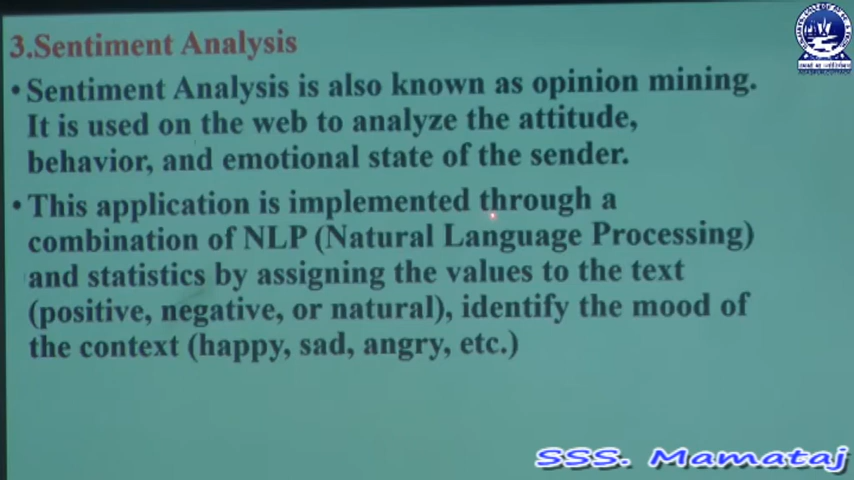 3.Sentiment Analysis
•Sentiment Analysis is also known as opinion mining.
It is used on the web to analyze the attitude,
behavior, and emotional state of the sender.
•This application is implemented through a
combination of NLP (Natural Language Processing)
and statistics by assigning the values to the text
(positive, negative, or natural), identify the mood of
the context (happy, sad, angry, etc.)
SSS. Mamataj